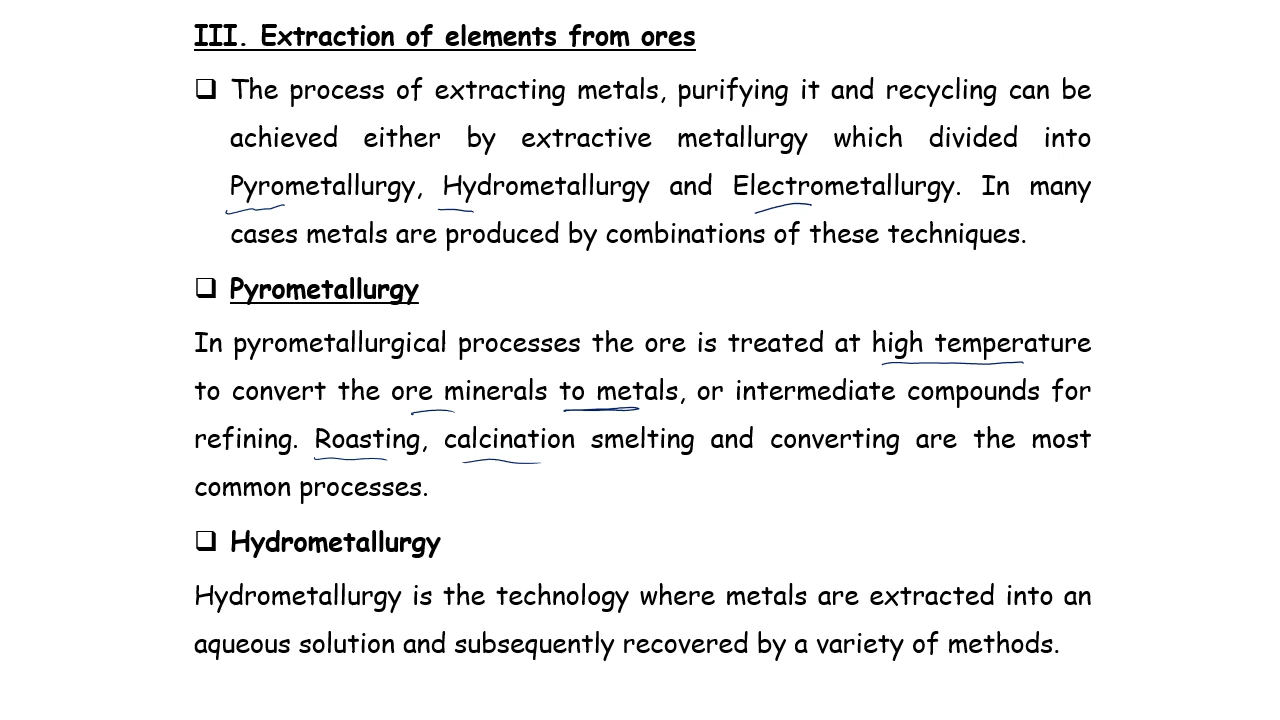 III. Extraction of elements from ores
❑ The process of extracting metals, purifying it and recycling can be
achieved either by extractive metallurgy which divided into
Pyrometallurgy, Hydrometallurgy and Electrometallurgy. In many
cases metals are produced by combinations of these techniques.
❑ Pyrometallurgy
In pyrometallurgical processes the ore is treated at high temperature
to convert the ore minerals to metals, or intermediate compounds for
refining. Roasting, calcination smelting and converting are the most
common processes.
❑ Hydrometallurgy
Hydrometallurgy is the technology where metals are extracted into an
aqueous solution and subsequently recovered by a variety of methods.